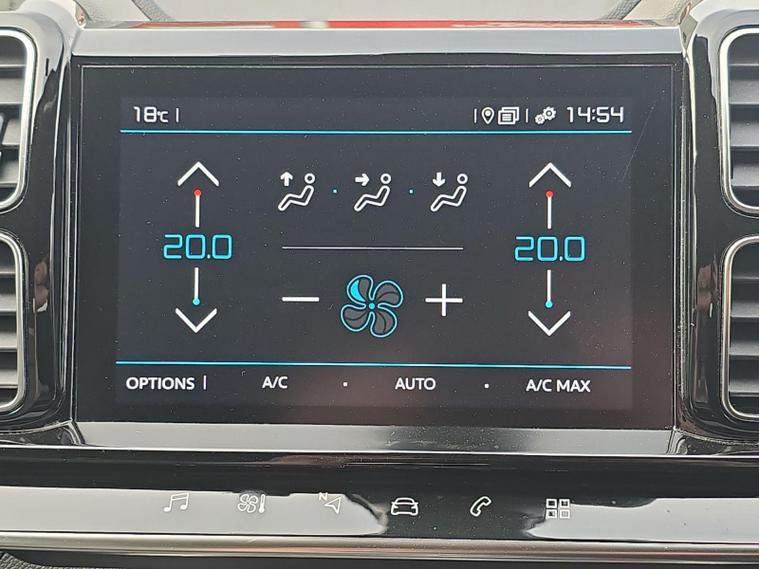 18°C 14:54
20.0 20.0
OPTIONS A/C AUTO A/C MAX
N